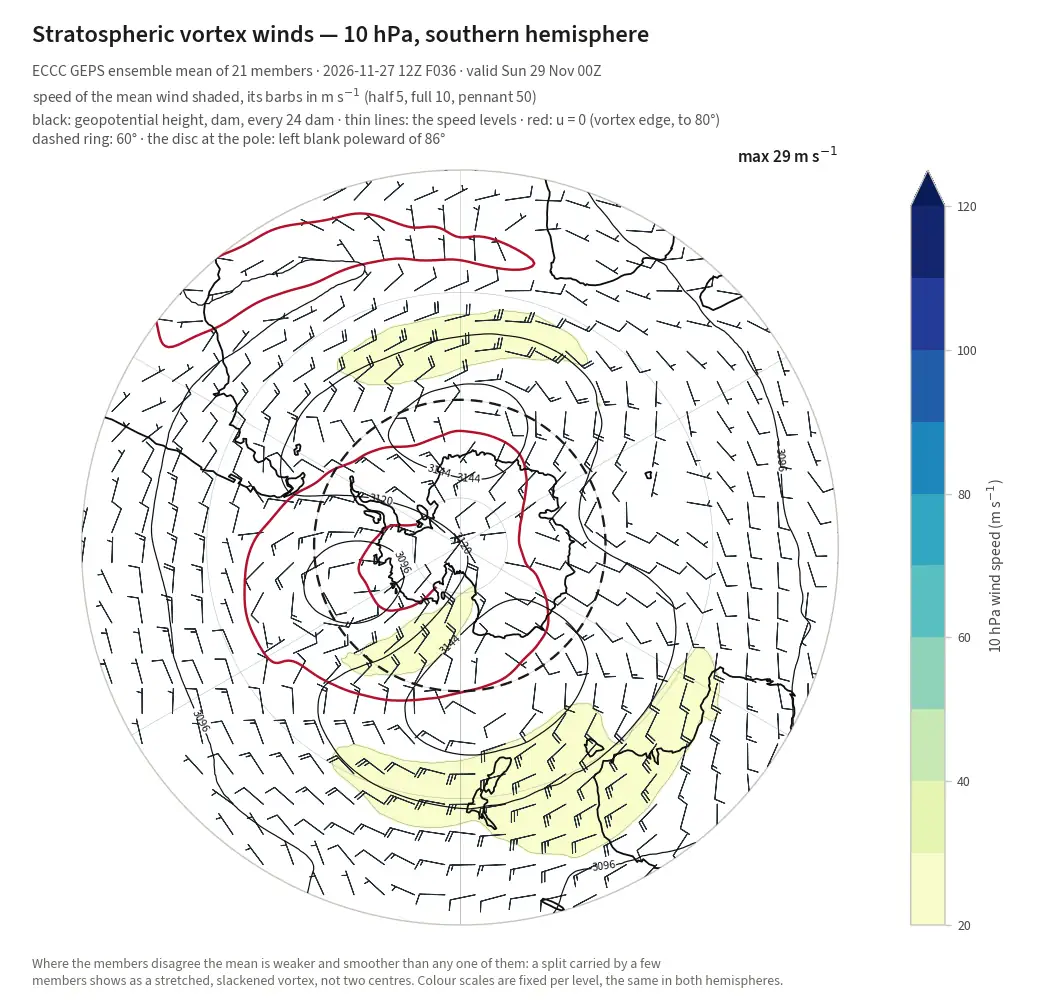 Stratospheric vortex winds — 10 hPa, southern hemisphere
ECCC GEPS ensemble mean of 21 members · 2026-11-27 12Z F036 · valid Sun 29 Nov 00Z
speed of the mean wind shaded, its barbs in m s⁻¹ (half 5, full 10, pennant 50)
black: geopotential height, dam, every 24 dam · thin lines: the speed levels · red: u = 0 (vortex edge, to 80°)
dashed ring: 60° · the disc at the pole: left blank poleward of 86°
max 29 m s⁻¹
120
100
80
60
40
20
10 hPa wind speed (m s⁻¹)
3096
3144
3144
3120
3120
3096
3144
3096
3096
Where the members disagree the mean is weaker and smoother than any one of them: a split carried by a few
members shows as a stretched, slackened vortex, not two centres. Colour scales are fixed per level, the same in both hemispheres.